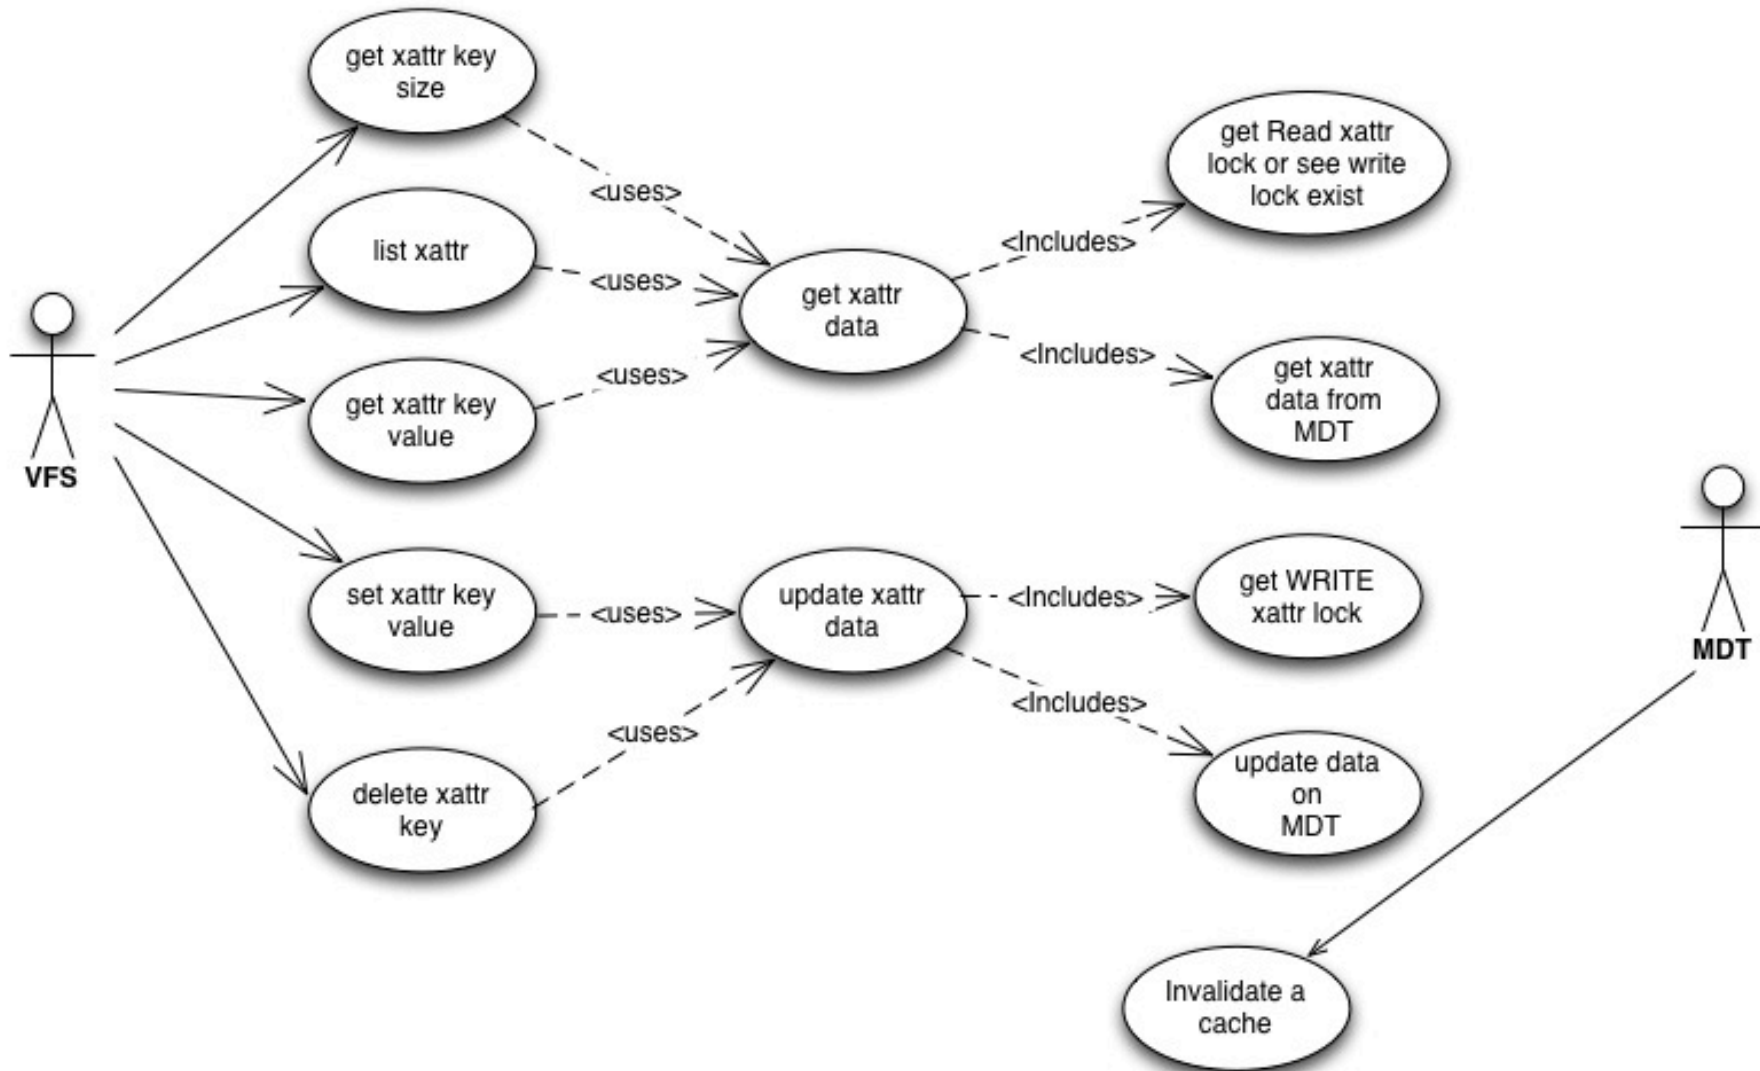 get xattr key
size
<uses>
list xattr
<uses>
get xattr key
value
<uses>
VFS
set xattr key
value
<uses>
delete xattr
key
<uses>
get xattr
data
<Includes>
get Read xattr
lock or see write
lock exist
<Includes>
get xattr
data from
MDT
update xattr
data
<Includes>
get WRITE
xattr lock
<Includes>
update data
on
MDT
MDT
Invalidate a
cache